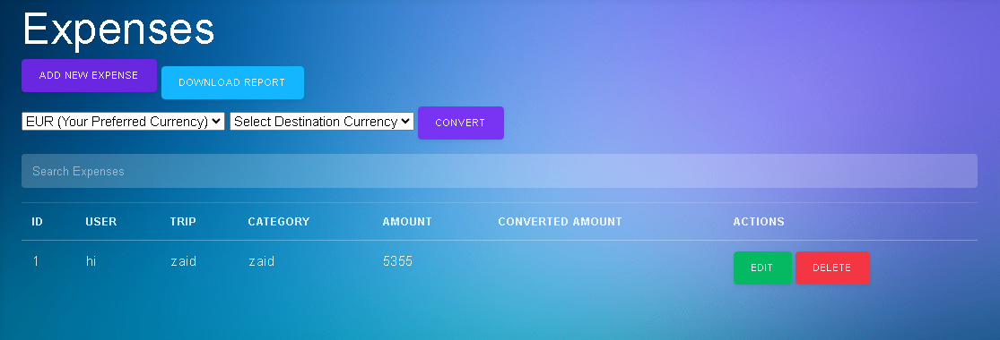 Expenses
ADD NEW EXPENSE DOWNLOAD REPORT
EUR (Your Preferred Currency) Select Destination Currency CONVERT
Search Expenses
ID USER TRIP CATEGORY AMOUNT CONVERTED AMOUNT ACTIONS
1 hi zaid zaid 5355 EDIT DELETE